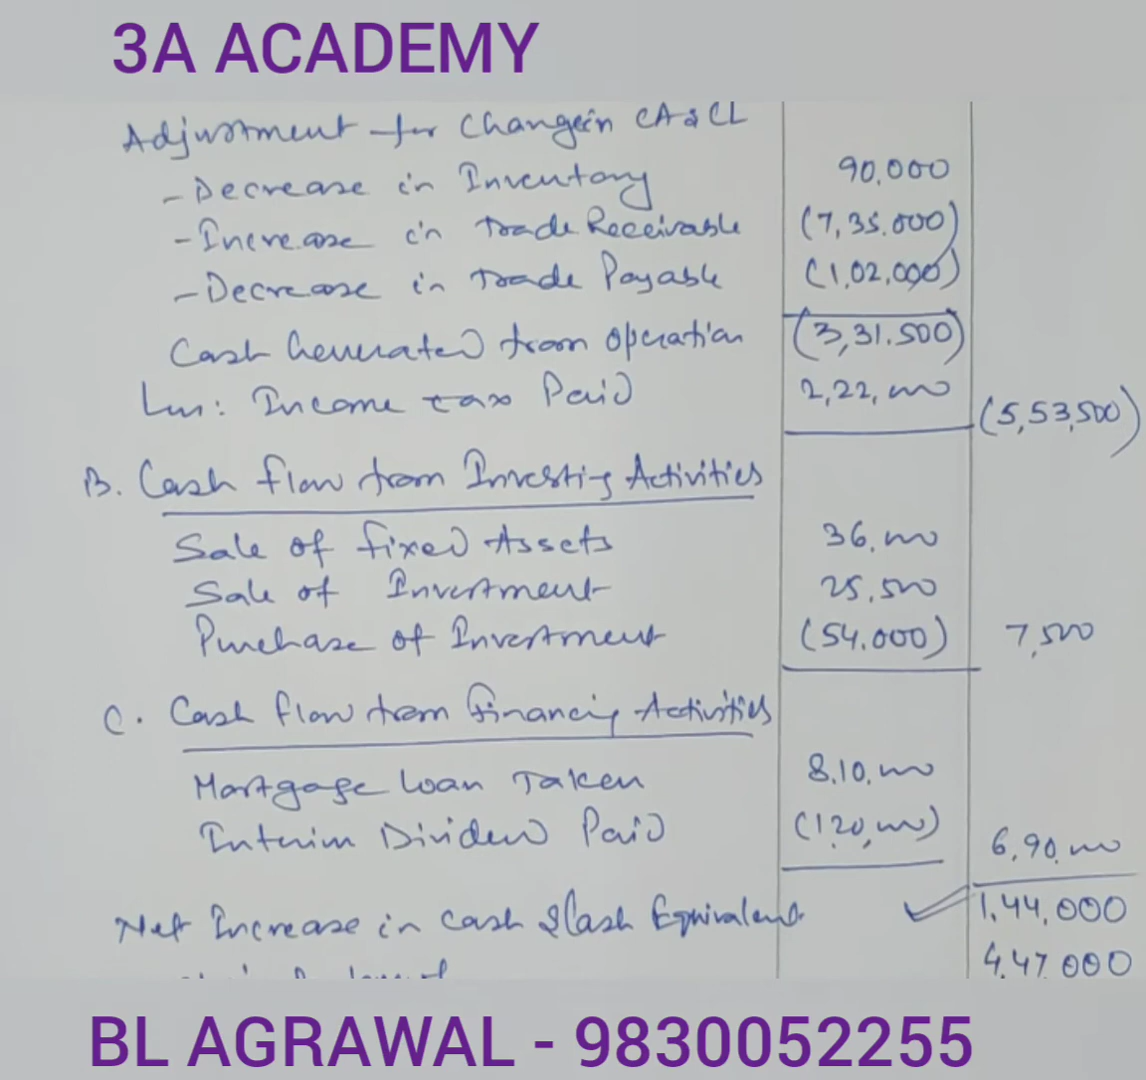 3A ACADEMY
Adjustment for Change in CA & CL
- Decrease in Inventory 90,000
- Increase in Trade Receivable (7,35,000)
- Decrease in Trade Payable (1,02,000)
Cash Generated from Operation (3,31,500)
Less: Income tax Paid 2,22,000 (5,53,500)
B. Cash flow from Investing Activities
Sale of Fixed Assets 36,000
Sale of Investment 25,500
Purchase of Investment (54,000) 7,500
C. Cash flow from Financing Activities
Mortgage Loan Taken 8,10,000
Interim Dividend Paid (120,000) 6,90,000
Net Increase in Cash & Cash Equivalent 1,44,000
4,47,000
BL AGRAWAL - 9830052255